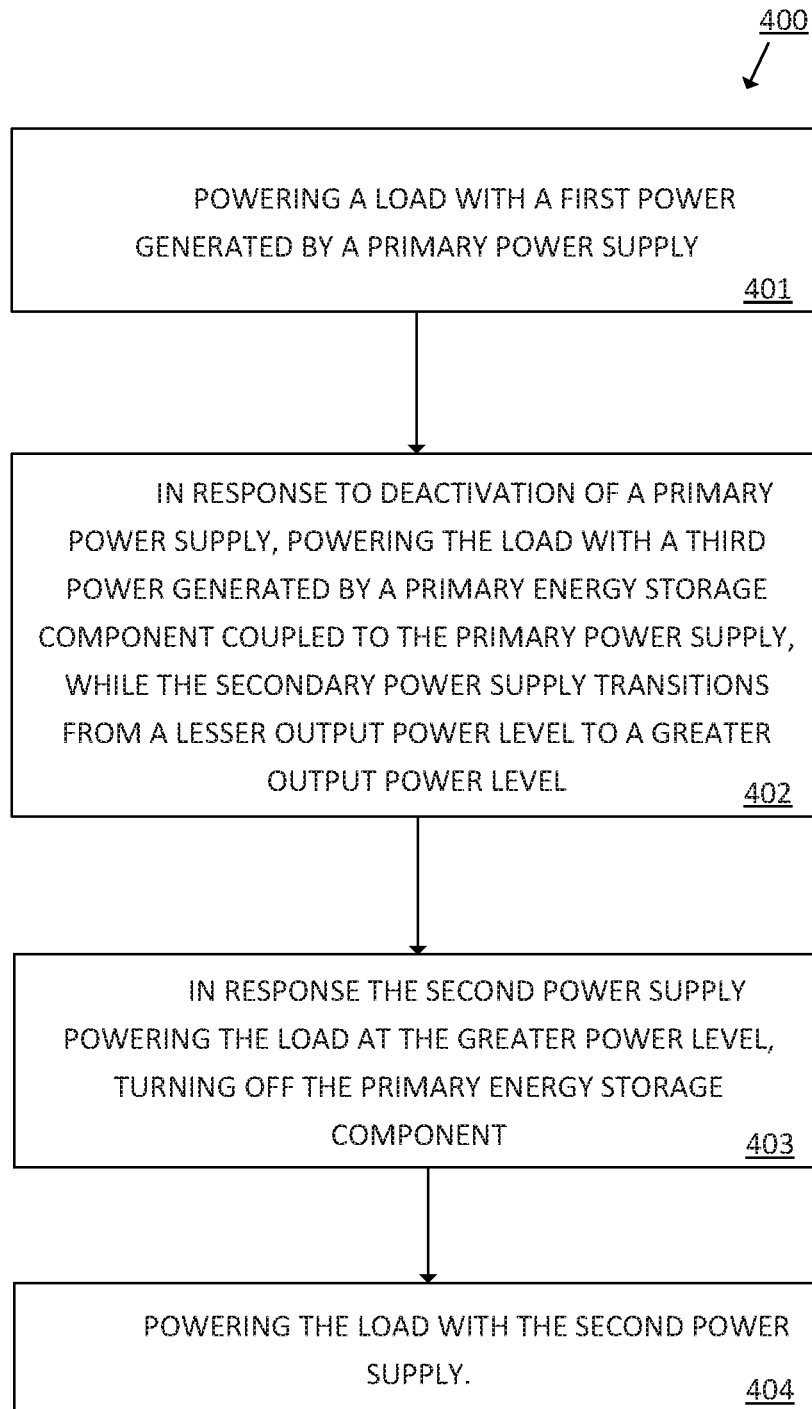 400
POWERING A LOAD WITH A FIRST POWER
GENERATED BY A PRIMARY POWER SUPPLY
401
IN RESPONSE TO DEACTIVATION OF A PRIMARY
POWER SUPPLY, POWERING THE LOAD WITH A THIRD
POWER GENERATED BY A PRIMARY ENERGY STORAGE
COMPONENT COUPLED TO THE PRIMARY POWER SUPPLY,
WHILE THE SECONDARY POWER SUPPLY TRANSITIONS
FROM A LESSER OUTPUT POWER LEVEL TO A GREATER
OUTPUT POWER LEVEL
402
IN RESPONSE THE SECOND POWER SUPPLY
POWERING THE LOAD AT THE GREATER POWER LEVEL,
TURNING OFF THE PRIMARY ENERGY STORAGE
COMPONENT
403
POWERING THE LOAD WITH THE SECOND POWER
SUPPLY.
404